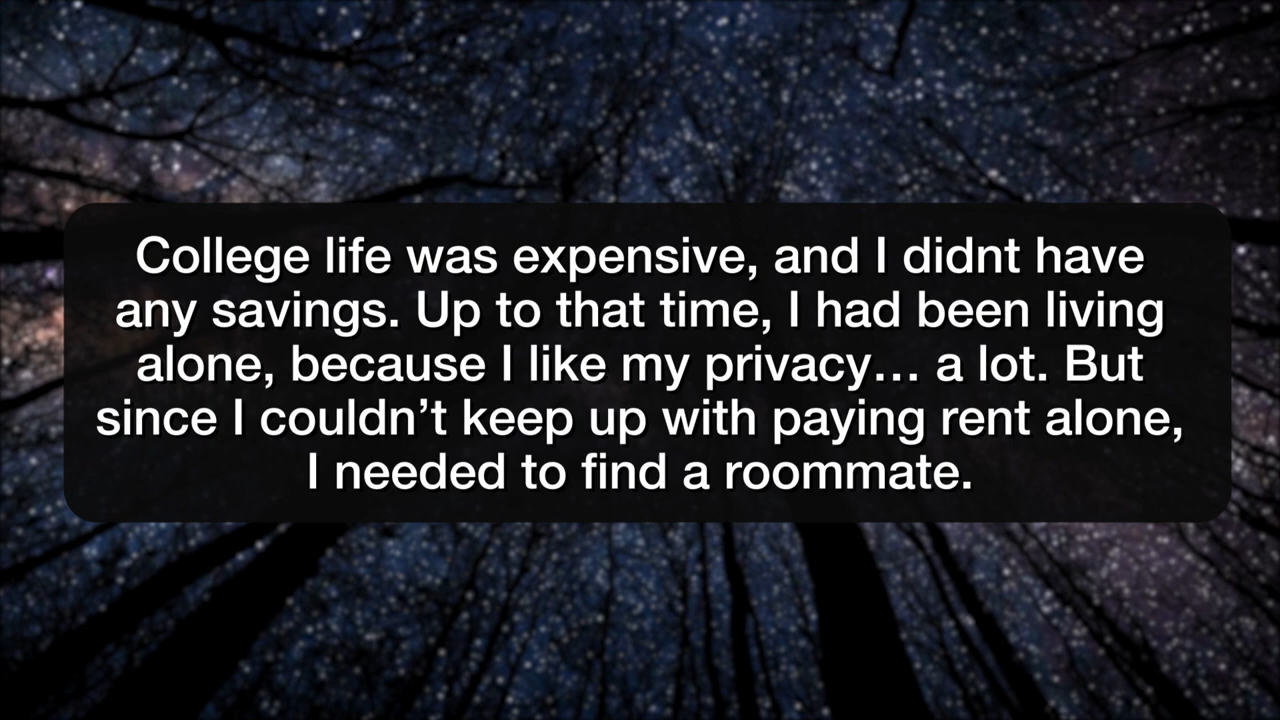 College life was expensive, and I didnt have
any savings. Up to that time, I had been living
alone, because I like my privacy… a lot. But
since I couldn’t keep up with paying rent alone,
I needed to find a roommate.